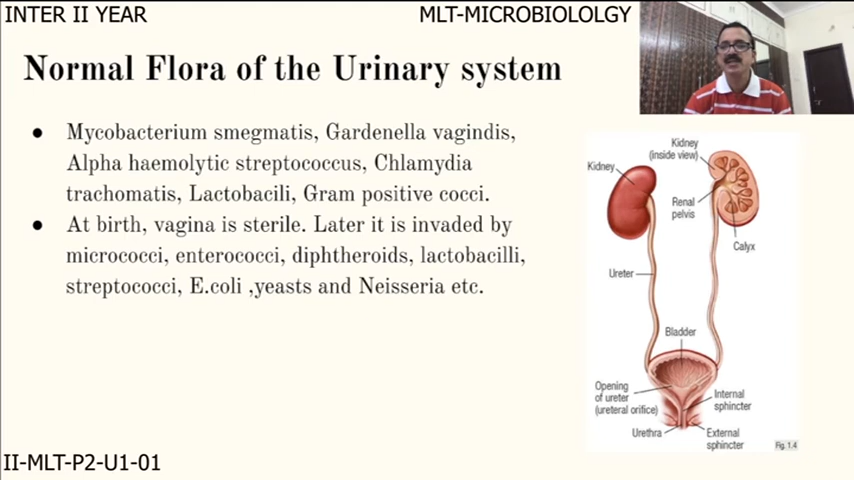 INTER II YEAR
MLT-MICROBIOLOLGY
Normal Flora of the Urinary system
● Mycobacterium smegmatis, Gardenella vagindis,
Alpha haemolytic streptococcus, Chlamydia
trachomatis, Lactobacili, Gram positive cocci.
● At birth, vagina is sterile. Later it is invaded by
micrococci, enterococci, diphtheroids, lactobacilli,
streptococci, E.coli ,yeasts and Neisseria etc.
Kidney
Kidney
(inside view)
Renal
pelvis
Calyx
Ureter
Bladder
Opening
of ureter
(ureteral orifice)
Internal
sphincter
Urethra
External
sphincter
Fig. 1.4
II-MLT-P2-U1-01